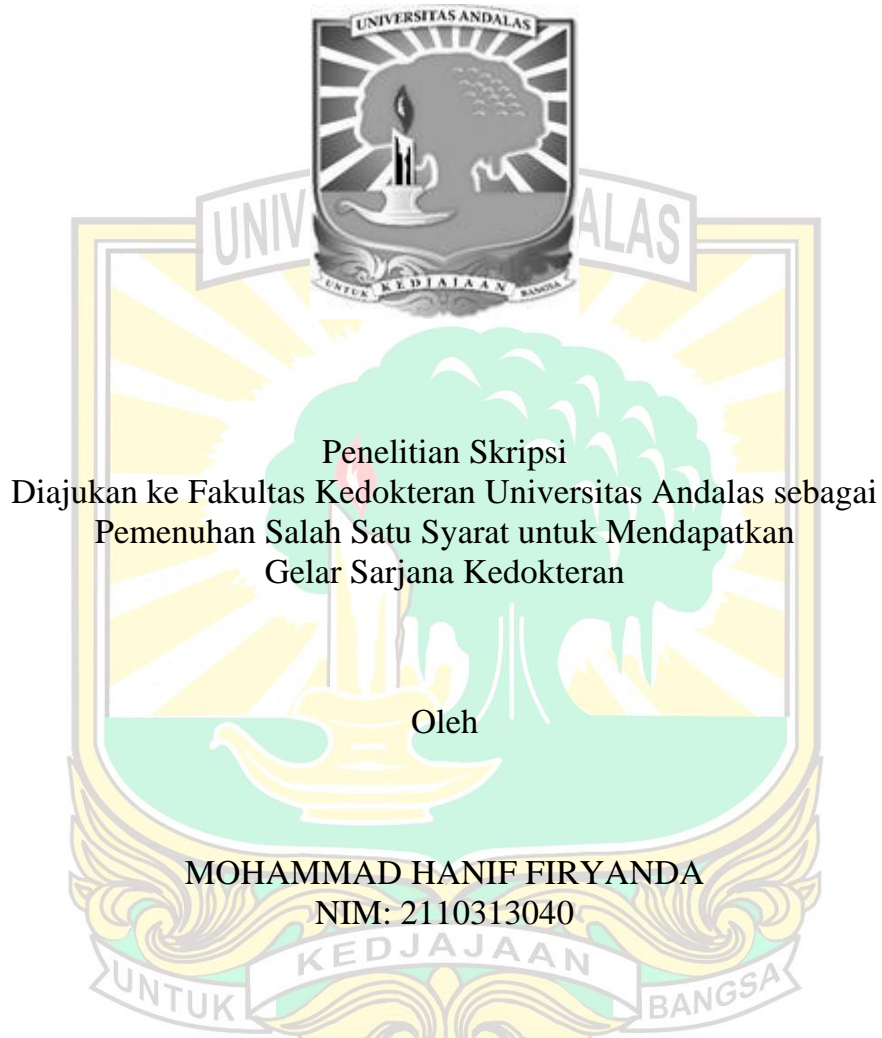 UNIVERSITAS ANDALAS
UNTUK KEDJAJAAN BANGSA
UNIV ALAS
Penelitian Skripsi
Diajukan ke Fakultas Kedokteran Universitas Andalas sebagai
Pemenuhan Salah Satu Syarat untuk Mendapatkan
Gelar Sarjana Kedokteran
Oleh
MOHAMMAD HANIF FIRYANDA
NIM: 2110313040
UNTUK KEDJAJAAN BANGSA